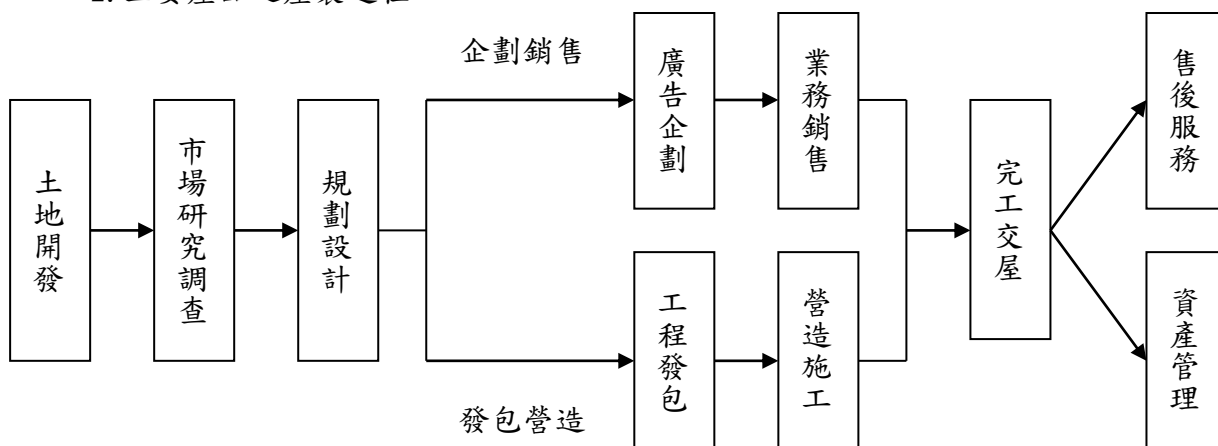 企劃銷售
土地開發
市場研究調查
規劃設計
廣告企劃
業務銷售
工程發包
營造施工
發包營造
完工交屋
售後服務
資產管理